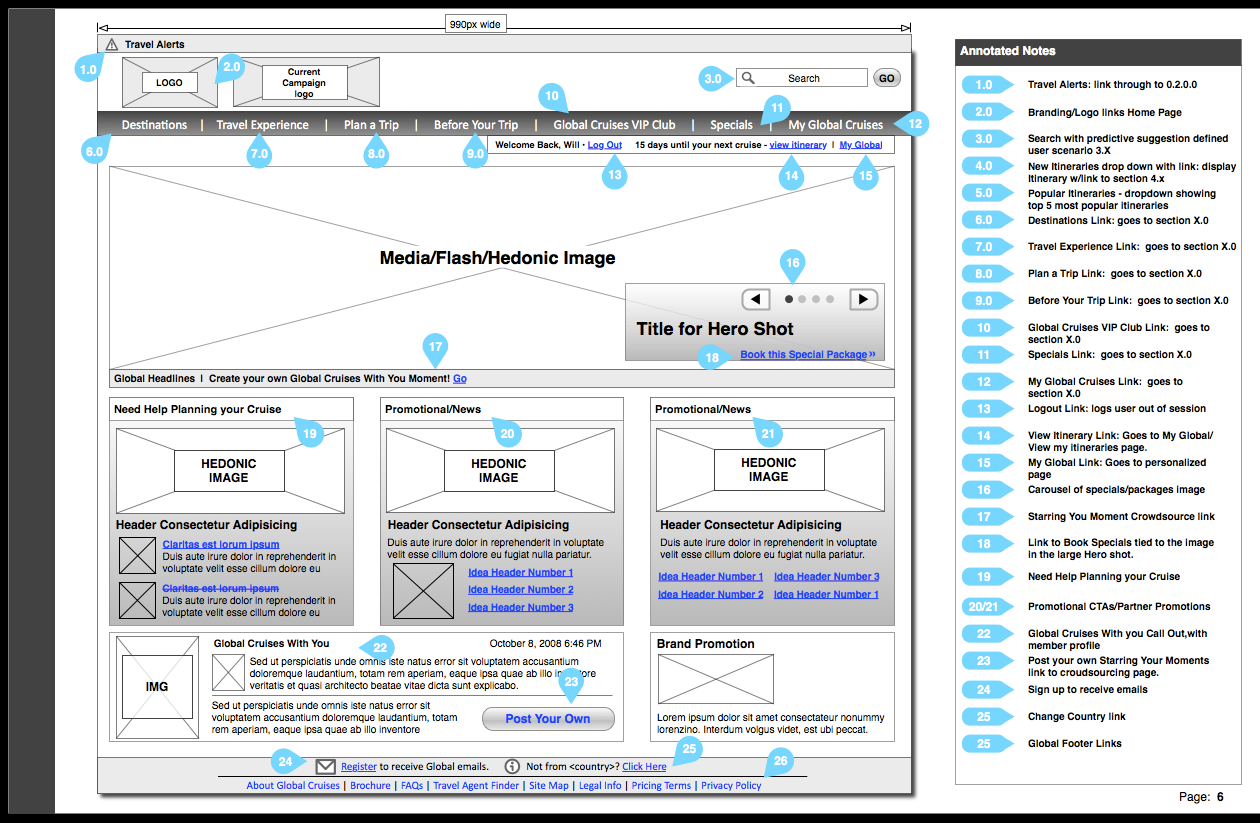 990px wide
Travel Alerts
1.0
LOGO
2.0
Current
Campaign
logo
3.0
Search
GO
10
11
Destinations | Travel Experience | Plan a Trip | Before Your Trip | Global Cruises VIP Club | Specials | My Global Cruises
12
6.0
7.0
8.0
9.0
Welcome Back, Will • Log Out 15 days until your next cruise - view itinerary I My Global
13
14
15
Media/Flash/Hedonic Image
16
Title for Hero Shot
18
Book this Special Package»
17
Global Headlines I Create your own Global Cruises With You Moment! Go
Need Help Planning your Cruise
19
HEDONIC
IMAGE
Header Consectetur Adipisicing
Claritas est lorum ipsum
Duis aute irure dolor in reprehenderit in
voluptate velit esse cillum dolore eu
Claritas est lorum ipsum
Duis aute irure dolor in reprehenderit in
voluptate velit esse cillum dolore eu
Promotional/News
20
HEDONIC
IMAGE
Header Consectetur Adipisicing
Duis aute irure dolor in reprehenderit in voluptate
velit esse cillum dolore eu fugiat nulla pariatur.
Idea Header Number 1
Idea Header Number 2
Idea Header Number 3
Promotional/News
21
HEDONIC
IMAGE
Header Consectetur Adipisicing
Duis aute irure dolor in reprehenderit in voluptate
velit esse cillum dolore eu fugiat nulla pariatur.
Idea Header Number 1 Idea Header Number 3
Idea Header Number 2 Idea Header Number 1
IMG
Global Cruises With You
22
October 8, 2008 6:46 PM
Sed ut perspiciatis unde omnis iste natus error sit voluptatem accusantium
doloremque laudantium, totam rem aperiam, eaque ipsa quae ab illo inventore
veritatis et quasi architecto beatae vitae dicta sunt explicabo.
23
Sed ut perspiciatis unde omnis iste natus error sit
voluptatem accusantium doloremque laudantium, totam
rem aperiam, eaque ipsa quae ab illo inventore
Post Your Own
Brand Promotion
Lorem ipsum dolor sit amet consectateur nonummy
lorenzino. Interdum volgus videt, est ubi peccat.
24
Register to receive Global emails.
Not from <country>? Click Here
25
26
About Global Cruises | Brochure | FAQs | Travel Agent Finder | Site Map | Legal Info | Pricing Terms | Privacy Policy
Annotated Notes
1.0 Travel Alerts: link through to 0.2.0.0
2.0 Branding/Logo links Home Page
3.0 Search with predictive suggestion defined
user scenario 3.X
4.0 New Itineraries drop down with link: display
Itinerary w/link to section 4.x
5.0 Popular Itineraries - dropdown showing
top 5 most popular itineraries
6.0 Destinations Link: goes to section X.0
7.0 Travel Experience Link: goes to section X.0
8.0 Plan a Trip Link: goes to section X.0
9.0 Before Your Trip Link: goes to section X.0
10 Global Cruises VIP Club Link: goes to
section X.0
11 Specials Link: goes to section X.0
12 My Global Cruises Link: goes to
section X.0
13 Logout Link: logs user out of session
14 View Itinerary Link: Goes to My Global/
View my itineraries page.
15 My Global Link: Goes to personalized
page
16 Carousel of specials/packages image
17 Starring You Moment Crowdsource link
18 Link to Book Specials tied to the image
in the large Hero shot.
19 Need Help Planning your Cruise
20/21 Promotional CTAs/Partner Promotions
22 Global Cruises With you Call Out,with
member profile
23 Post your own Starring Your Moments
link to croudsourcing page.
24 Sign up to receive emails
25 Change Country link
25 Global Footer Links
Page: 6